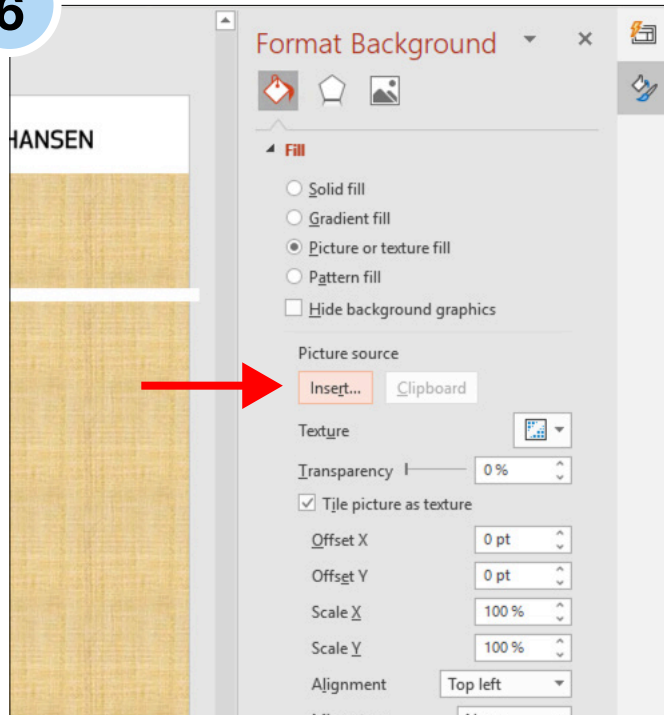 6
HANSEN
Format Background
Fill
Solid fill
Gradient fill
Picture or texture fill
Pattern fill
Hide background graphics
Picture source
Insert... Clipboard
Texture
Transparency 0 %
Tile picture as texture
Offset X 0 pt
Offset Y 0 pt
Scale X 100 %
Scale Y 100 %
Alignment Top left